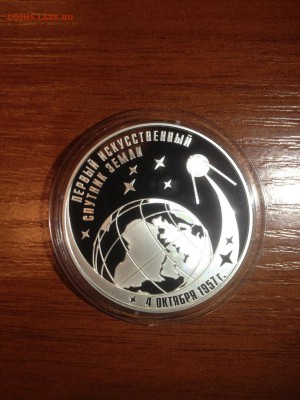 COINS.LAVE.RU
ПЕРВЫЙ ИСКУССТВЕННЫЙ
СПУТНИК ЗЕМЛИ
4 ОКТЯБРЯ 1957 Г.